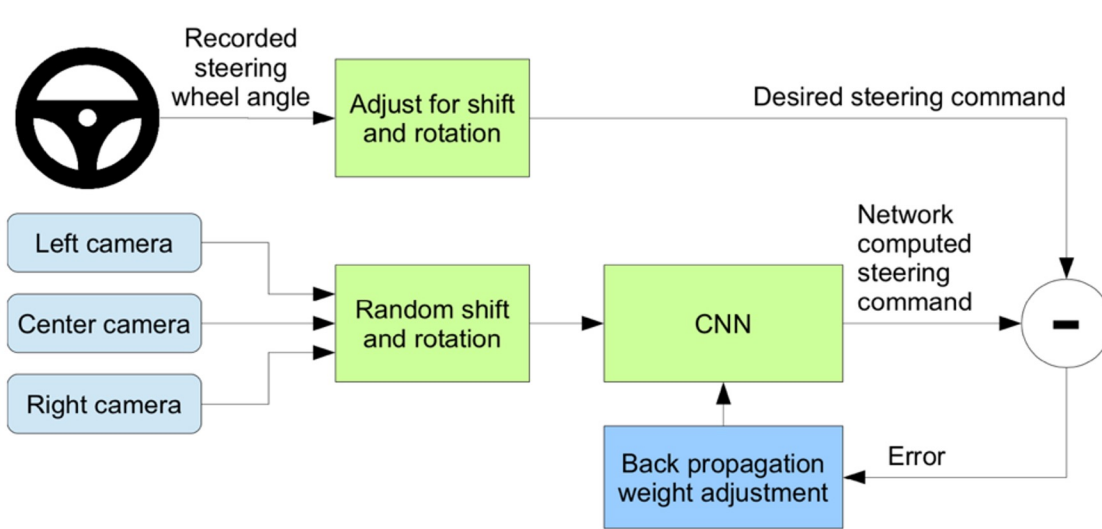 Recorded
steering
wheel angle
Adjust for shift
and rotation
Desired steering command
Left camera
Center camera
Right camera
Random shift
and rotation
CNN
Network
computed
steering
command
-
Back propagation
weight adjustment
Error